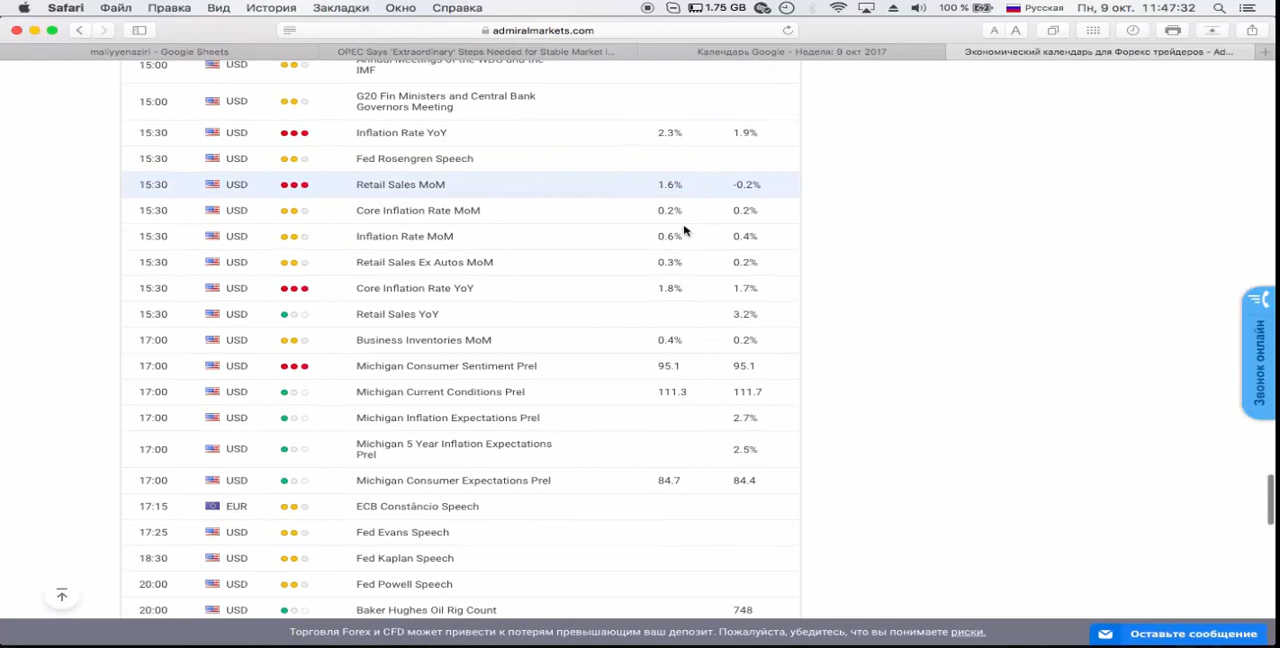 Safari Файл Правка Вид История Закладки Окно Справка 1.75 GB 100 % Русская Пн, 9 окт. 11:47:32
admiralmarkets.com A A
maliyyenaziri – Google Sheets OPEC Says 'Extraordinary' Steps Needed for Stable Market i... Календарь Google - Неделя: 9 окт 2017 Экономический календарь для Форекс трейдеров - Ad...
15:00 USD Annual Meetings of the WBG and the
IMF
15:00 USD G20 Fin Ministers and Central Bank
Governors Meeting
15:30 USD Inflation Rate YoY 2.3% 1.9%
15:30 USD Fed Rosengren Speech
15:30 USD Retail Sales MoM 1.6% -0.2%
15:30 USD Core Inflation Rate MoM 0.2% 0.2%
15:30 USD Inflation Rate MoM 0.6% 0.4%
15:30 USD Retail Sales Ex Autos MoM 0.3% 0.2%
15:30 USD Core Inflation Rate YoY 1.8% 1.7%
15:30 USD Retail Sales YoY 3.2%
17:00 USD Business Inventories MoM 0.4% 0.2%
17:00 USD Michigan Consumer Sentiment Prel 95.1 95.1
17:00 USD Michigan Current Conditions Prel 111.3 111.7
17:00 USD Michigan Inflation Expectations Prel 2.7%
17:00 USD Michigan 5 Year Inflation Expectations
Prel 2.5%
17:00 USD Michigan Consumer Expectations Prel 84.7 84.4
17:15 EUR ECB Constâncio Speech
17:25 USD Fed Evans Speech
18:30 USD Fed Kaplan Speech
20:00 USD Fed Powell Speech
20:00 USD Baker Hughes Oil Rig Count 748
Звонок онлайн
Торговля Forex и CFD может привести к потерям превышающим ваш депозит. Пожалуйста, убедитесь, что вы понимаете риски.
Оставьте сообщение